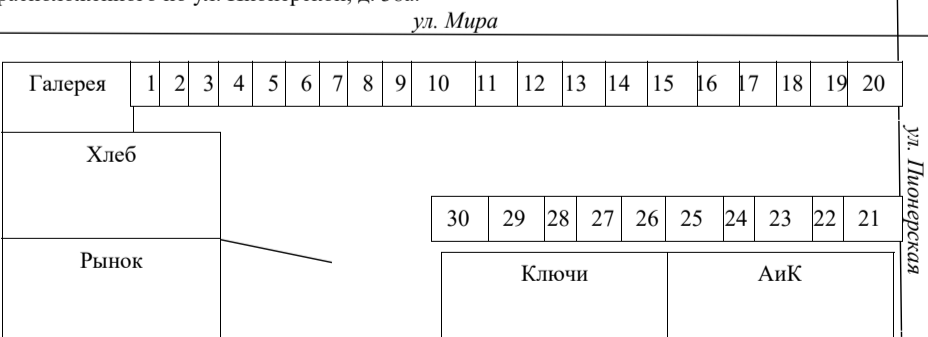 ул. Мира
Галерея 1 2 3 4 5 6 7 8 9 10 11 12 13 14 15 16 17 18 19 20
Хлеб
ул. Пионерская
30 29 28 27 26 25 24 23 22 21
Рынок
Ключи
АиК